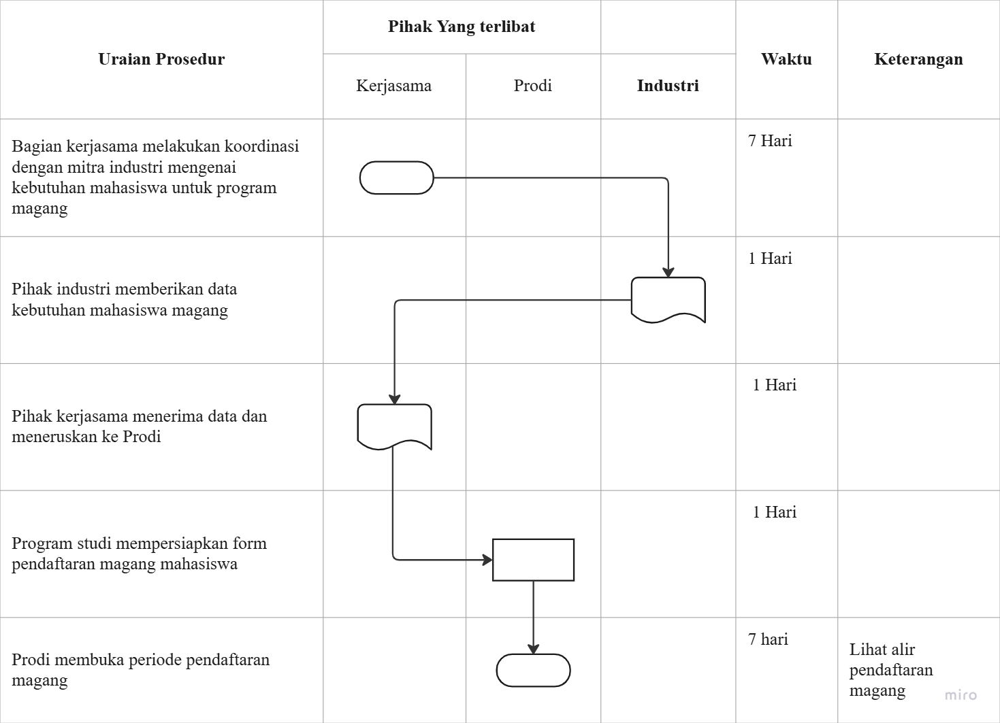 Uraian Prosedur
Pihak Yang terlibat
Waktu
Keterangan
Kerjasama
Prodi
Industri
Bagian kerjasama melakukan koordinasi
dengan mitra industri mengenai
kebutuhan mahasiswa untuk program
magang
7 Hari
Pihak industri memberikan data
kebutuhan mahasiswa magang
1 Hari
Pihak kerjasama menerima data dan
meneruskan ke Prodi
1 Hari
Program studi mempersiapkan form
pendaftaran magang mahasiswa
1 Hari
Prodi membuka periode pendaftaran
magang
7 hari
Lihat alir
pendaftaran
magang
miro